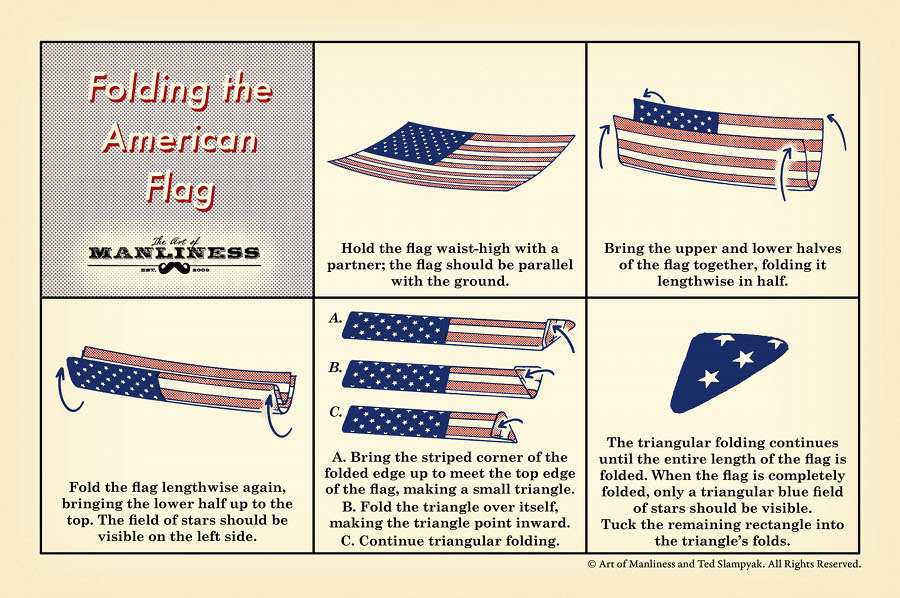 Folding the
American
Flag
The Art of
MANLINESS
EST. 2008
Hold the flag waist-high with a
partner; the flag should be parallel
with the ground.
Bring the upper and lower halves
of the flag together, folding it
lengthwise in half.
Fold the flag lengthwise again,
bringing the lower half up to the
top. The field of stars should be
visible on the left side.
A.
B.
C.
A. Bring the striped corner of the
folded edge up to meet the top edge
of the flag, making a small triangle.
B. Fold the triangle over itself,
making the triangle point inward.
C. Continue triangular folding.
The triangular folding continues
until the entire length of the flag is
folded. When the flag is completely
folded, only a triangular blue field
of stars should be visible.
Tuck the remaining rectangle into
the triangle's folds.
© Art of Manliness and Ted Slampyak. All Rights Reserved.